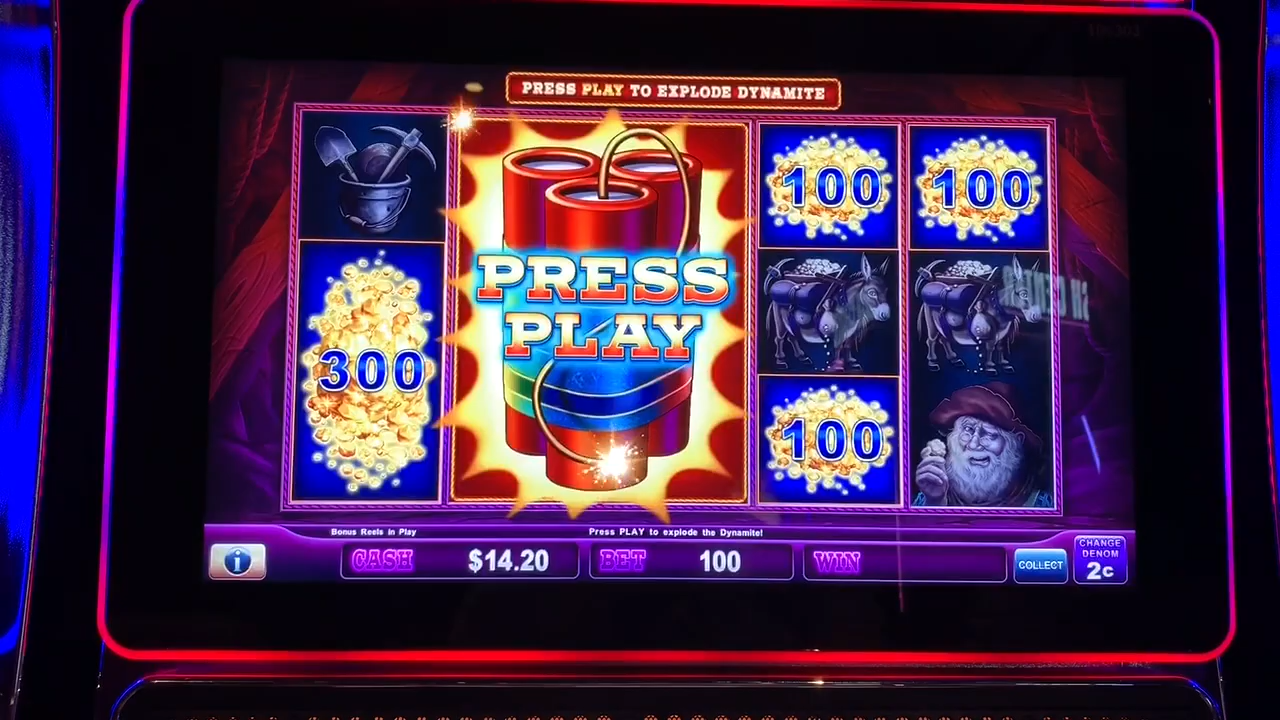 PRESS PLAY TO EXPLODE DYNAMITE
100
100
PRESS
PLAY
300
100
Bonus Reels in Play
Press PLAY to explode the Dynamite!
CASH
$14.20
BET
100
WIN
COLLECT
CHANGE
DENOM
2c